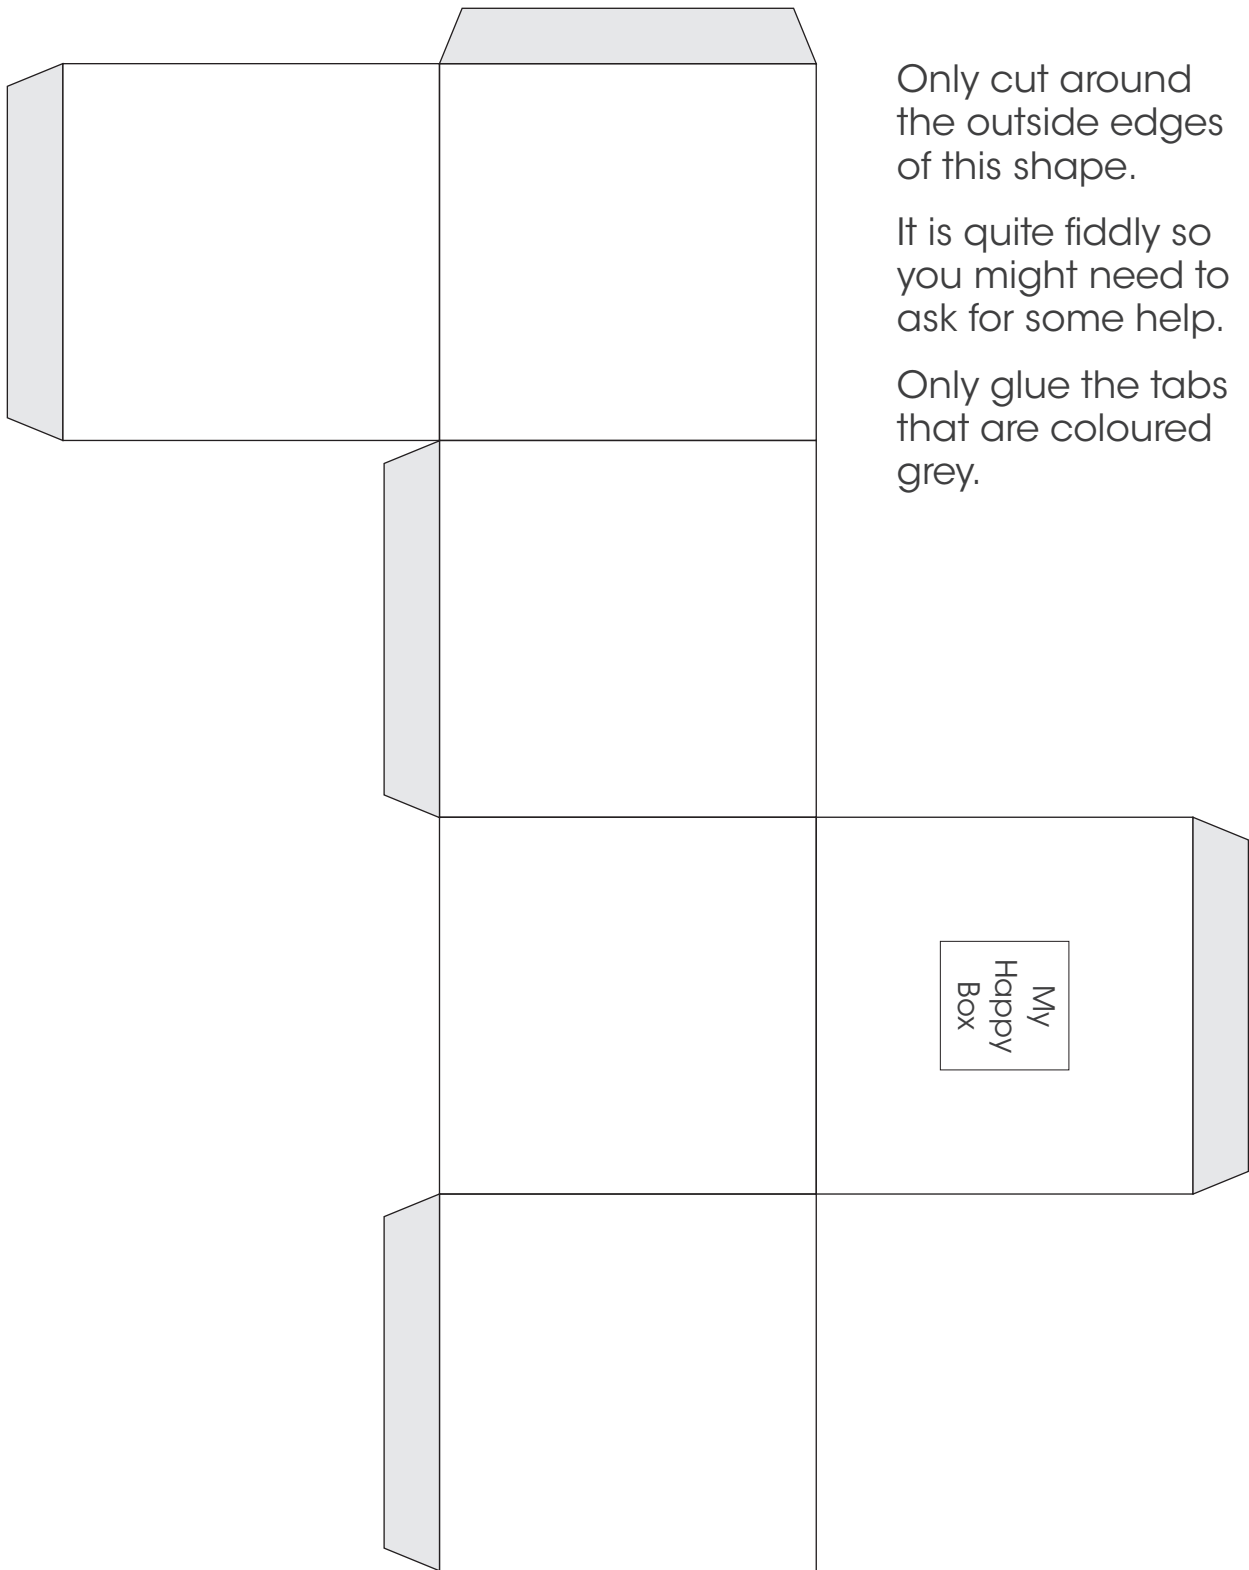 Only cut around
the outside edges
of this shape.
It is quite fiddly so
you might need to
ask for some help.
Only glue the tabs
that are coloured
grey.
My
Happy
Box